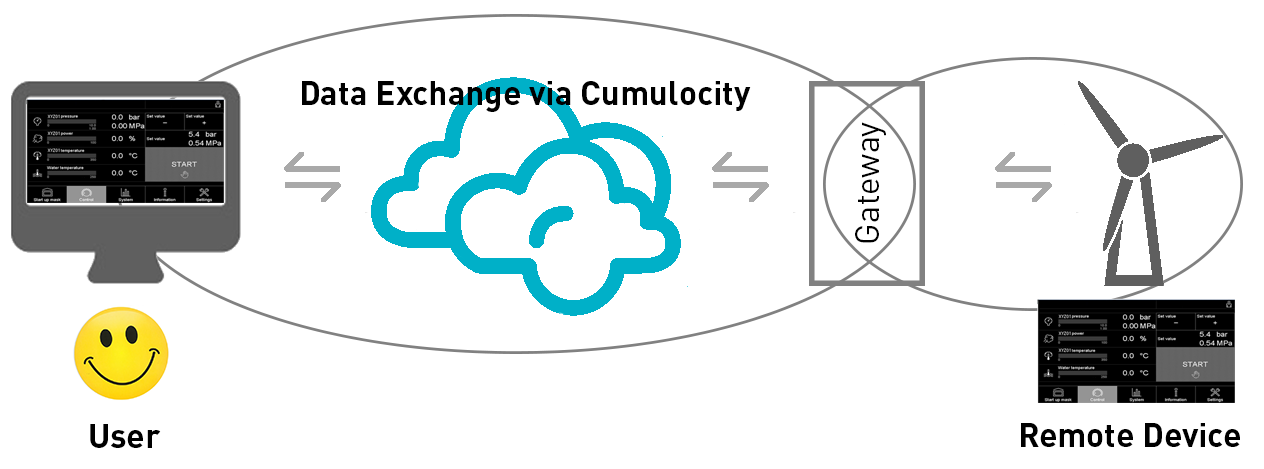 Data Exchange via Cumulocity
XYZ01 pressure
0.0 bar
0.00 MPa
Set value
−
Set value
+
XYZ01 power
0.0 %
Set value
5.4 bar
0.54 MPa
XYZ01 temperature
0.0 °C
START
Water temperature
0.0 °C
Start up mask
Control
System
Information
Settings
Gateway
XYZ01 pressure
0.0 bar
0.00 MPa
Set value
−
Set value
+
XYZ01 power
0.0 %
Set value
5.4 bar
0.54 MPa
XYZ01 temperature
0.0 °C
START
Water temperature
0.0 °C
Start up mask
Control
System
Information
Settings
User
Remote Device